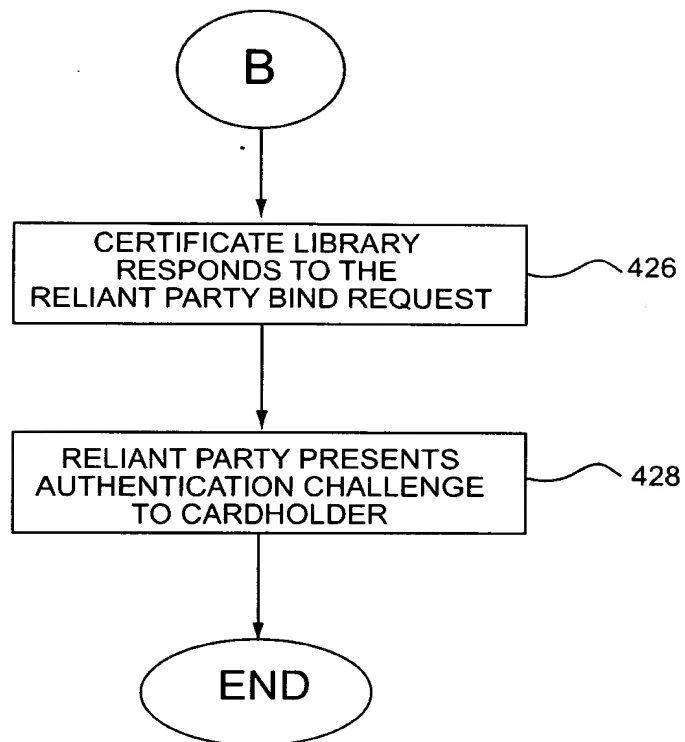 B
CERTIFICATE LIBRARY
RESPONDS TO THE
RELIANT PARTY BIND REQUEST
426
RELIANT PARTY PRESENTS
AUTHENTICATION CHALLENGE
TO CARDHOLDER
428
END